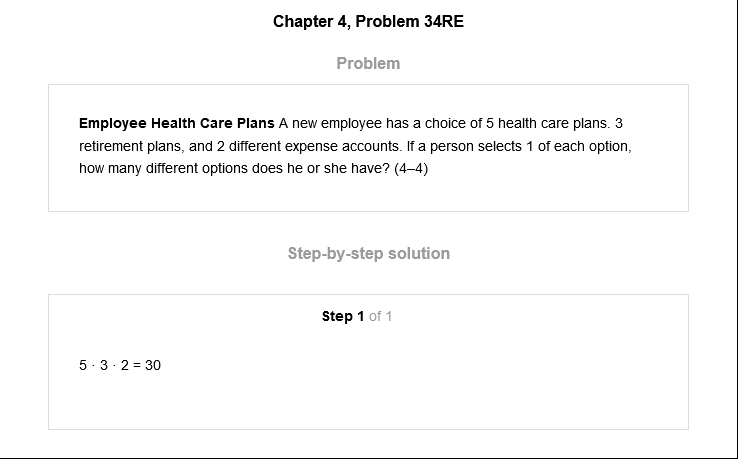 Chapter 4, Problem 34RE
Problem
Employee Health Care Plans A new employee has a choice of 5 health care plans. 3
retirement plans, and 2 different expense accounts. If a person selects 1 of each option,
how many different options does he or she have? (4–4)
Step-by-step solution
Step 1 of 1
5 · 3 · 2 = 30